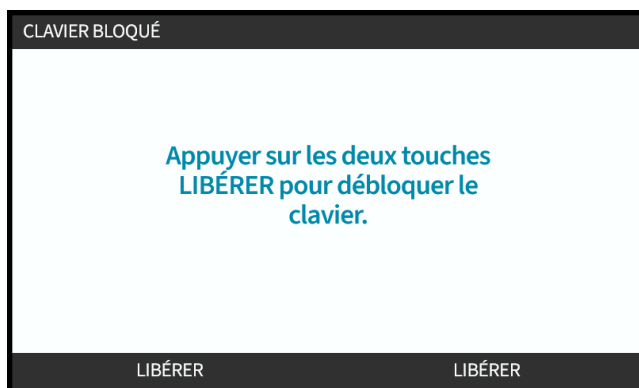 CLAVIER BLOQUÉ
Appuyer sur les deux touches
LIBÉRER pour débloquer le
clavier.
LIBÉRER LIBÉRER